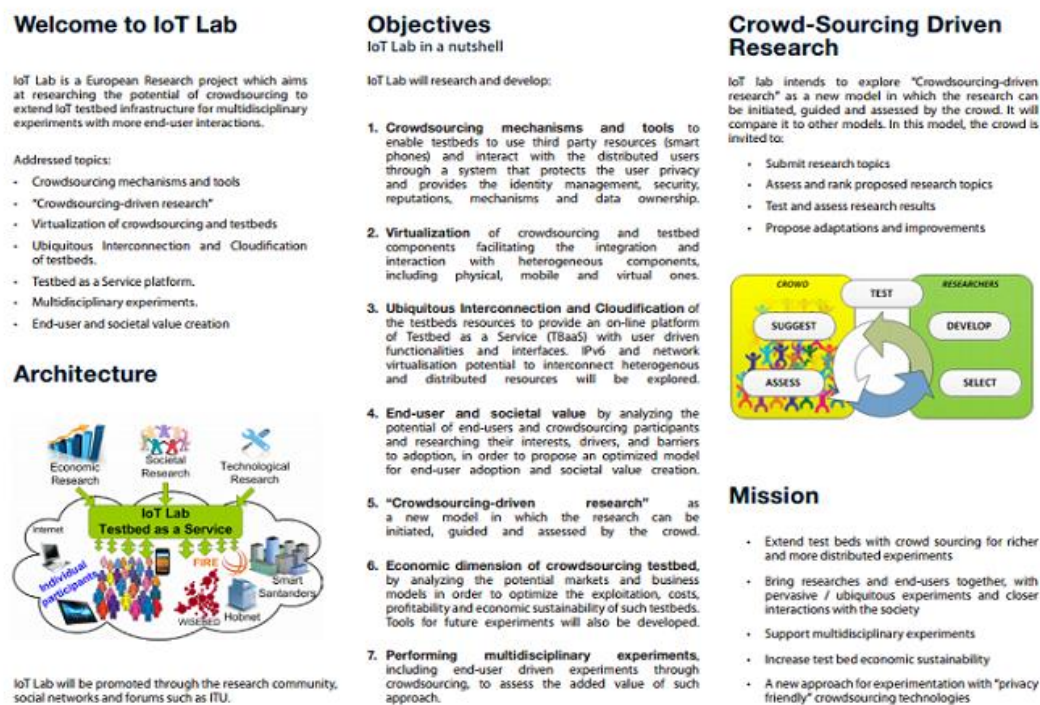 Welcome to IoT Lab
IoT Lab is a European Research project which aims
at researching the potential of crowdsourcing to
extend IoT testbed infrastructure for multidisciplinary
experiments with more end-user interactions.
Addressed topics:
• Crowdsourcing mechanisms and tools
• "Crowdsourcing-driven research"
• Virtualization of crowdsourcing and testbeds
• Ubiquitous Interconnection and Cloudification
of testbeds.
• Testbed as a Service platform.
• Multidisciplinary experiments.
• End-user and societal value creation
Architecture
Economic
Research
Societal
Research
Technological
Research
IoT Lab
Testbed as a Service
Internet
Individual
participants
FIRE
WISEBED
Hobnet
Smart
Santanders
IoT Lab will be promoted through the research community,
social networks and forums such as ITU.
Objectives
IoT Lab in a nutshell
IoT Lab will research and develop:
1. Crowdsourcing mechanisms and tools to
enable testbeds to use third party resources (smart
phones) and interact with the distributed users
through a system that protects the user privacy
and provides the identity management, security,
reputations, mechanisms and data ownership.
2. Virtualization of crowdsourcing and testbed
components facilitating the integration and
interaction with heterogeneous components,
including physical, mobile and virtual ones.
3. Ubiquitous Interconnection and Cloudification of
the testbeds resources to provide an on-line platform
of Testbed as a Service (TBaaS) with user driven
functionalities and interfaces. IPv6 and network
virtualisation potential to interconnect heterogenous
and distributed resources will be explored.
4. End-user and societal value by analyzing the
potential of end-users and crowdsourcing participants
and researching their interests, drivers, and barriers
to adoption, in order to propose an optimized model
for end-user adoption and societal value creation.
5. "Crowdsourcing-driven research" as
a new model in which the research can be
initiated, guided and assessed by the crowd.
6. Economic dimension of crowdsourcing testbed,
by analyzing the potential markets and business
models in order to optimize the exploitation, costs,
profitability and economic sustainability of such testbeds.
Tools for future experiments will also be developed.
7. Performing multidisciplinary experiments,
including end-user driven experiments through
crowdsourcing, to assess the added value of such
approach.
Crowd-Sourcing Driven
Research
IoT lab intends to explore "Crowdsourcing-driven
research" as a new model in which the research can
be initiated, guided and assessed by the crowd. It will
compare it to other models. In this model, the crowd is
invited to:
• Submit research topics
• Assess and rank proposed research topics
• Test and assess research results
• Propose adaptations and improvements
CROWD
TEST
RESEARCHERS
SUGGEST
DEVELOP
ASSESS
SELECT
Mission
• Extend test beds with crowd sourcing for richer
and more distributed experiments
• Bring researches and end-users together, with
pervasive / ubiquitous experiments and closer
interactions with the society
• Support multidisciplinary experiments
• Increase test bed economic sustainability
• A new approach for experimentation with "privacy
friendly" crowdsourcing technologies